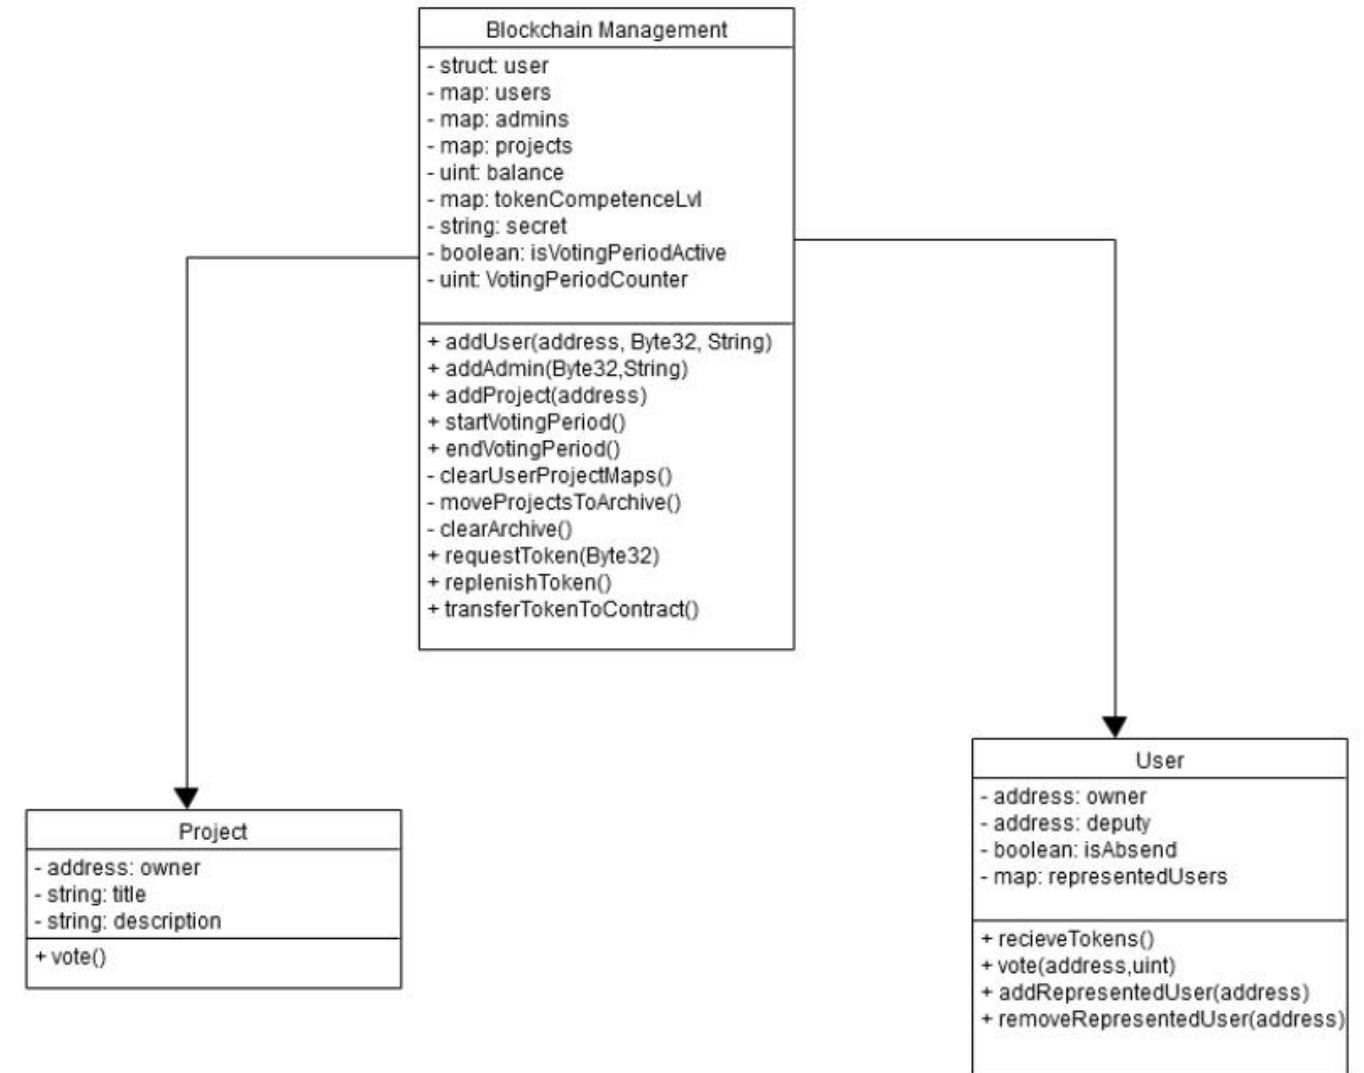 Blockchain Management
- struct: user
- map: users
- map: admins
- map: projects
- uint: balance
- map: tokenCompetenceLvl
- string: secret
- boolean: isVotingPeriodActive
- uint: VotingPeriodCounter
+ addUser(address, Byte32, String)
+ addAdmin(Byte32,String)
+ addProject(address)
+ startVotingPeriod()
+ endVotingPeriod()
- clearUserProjectMaps()
- moveProjectsToArchive()
- clearArchive()
+ requestToken(Byte32)
+ replenishToken()
+ transferTokenToContract()
Project
- address: owner
- string: title
- string: description
+ vote()
User
- address: owner
- address: deputy
- boolean: isAbsend
- map: representedUsers
+ recieveTokens()
+ vote(address,uint)
+ addRepresentedUser(address)
+ removeRepresentedUser(address)